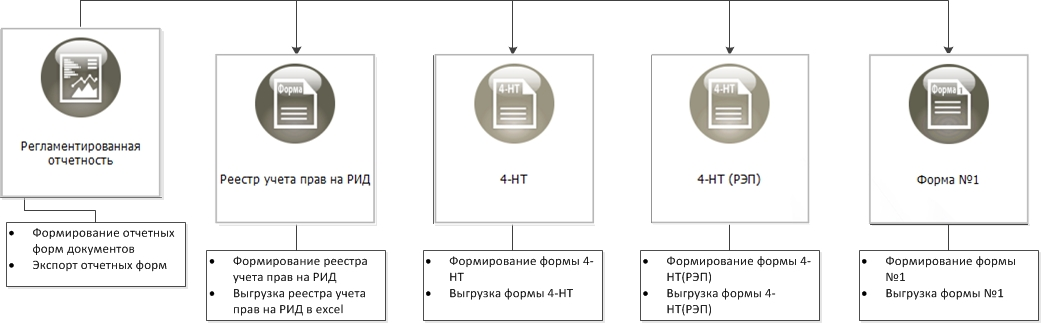 Регламентированная
отчетность
Форма
Реестр учета прав на РИД
4-НТ
4-НТ
4-НТ
4-НТ (РЭП)
Форма 1
Форма №1
• Формирование отчетных
форм документов
• Экспорт отчетных форм
• Формирование реестра
учета прав на РИД
• Выгрузка реестра учета
прав на РИД в excel
• Формирование формы 4-
НТ
• Выгрузка формы 4-НТ
• Формирование формы 4-
НТ(РЭП)
• Выгрузка формы 4-
НТ(РЭП)
• Формирование формы
№1
• Выгрузка формы №1